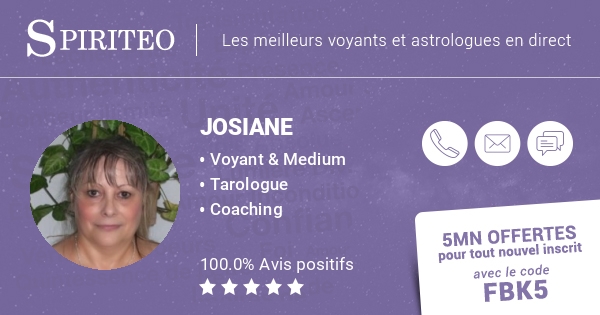 SPIRITEO
Les meilleurs voyants et astrologues en direct
JOSIANE
• Voyant & Medium
• Tarologue
• Coaching
100.0% Avis positifs
5MN OFFERTES
pour tout nouvel inscrit
avec le code
FBK5